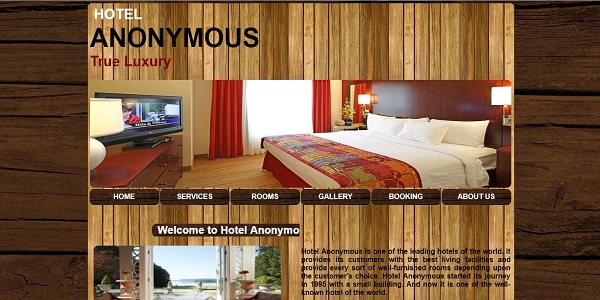 HOTEL
ANONYMOUS
True Luxury
HOME SERVICES ROOMS GALLERY BOOKING ABOUT US
Welcome to Hotel Anonymo
Hotel Anonymous is one of the leading hotels of the world. It
provides its customers with the best living facilities and
provide every sort of well-furnished rooms depending upon
the customer's choice. Hotel Anonymous started its journey
in 1995 with a small building. And now it is one of the well-
known hotel of the world.